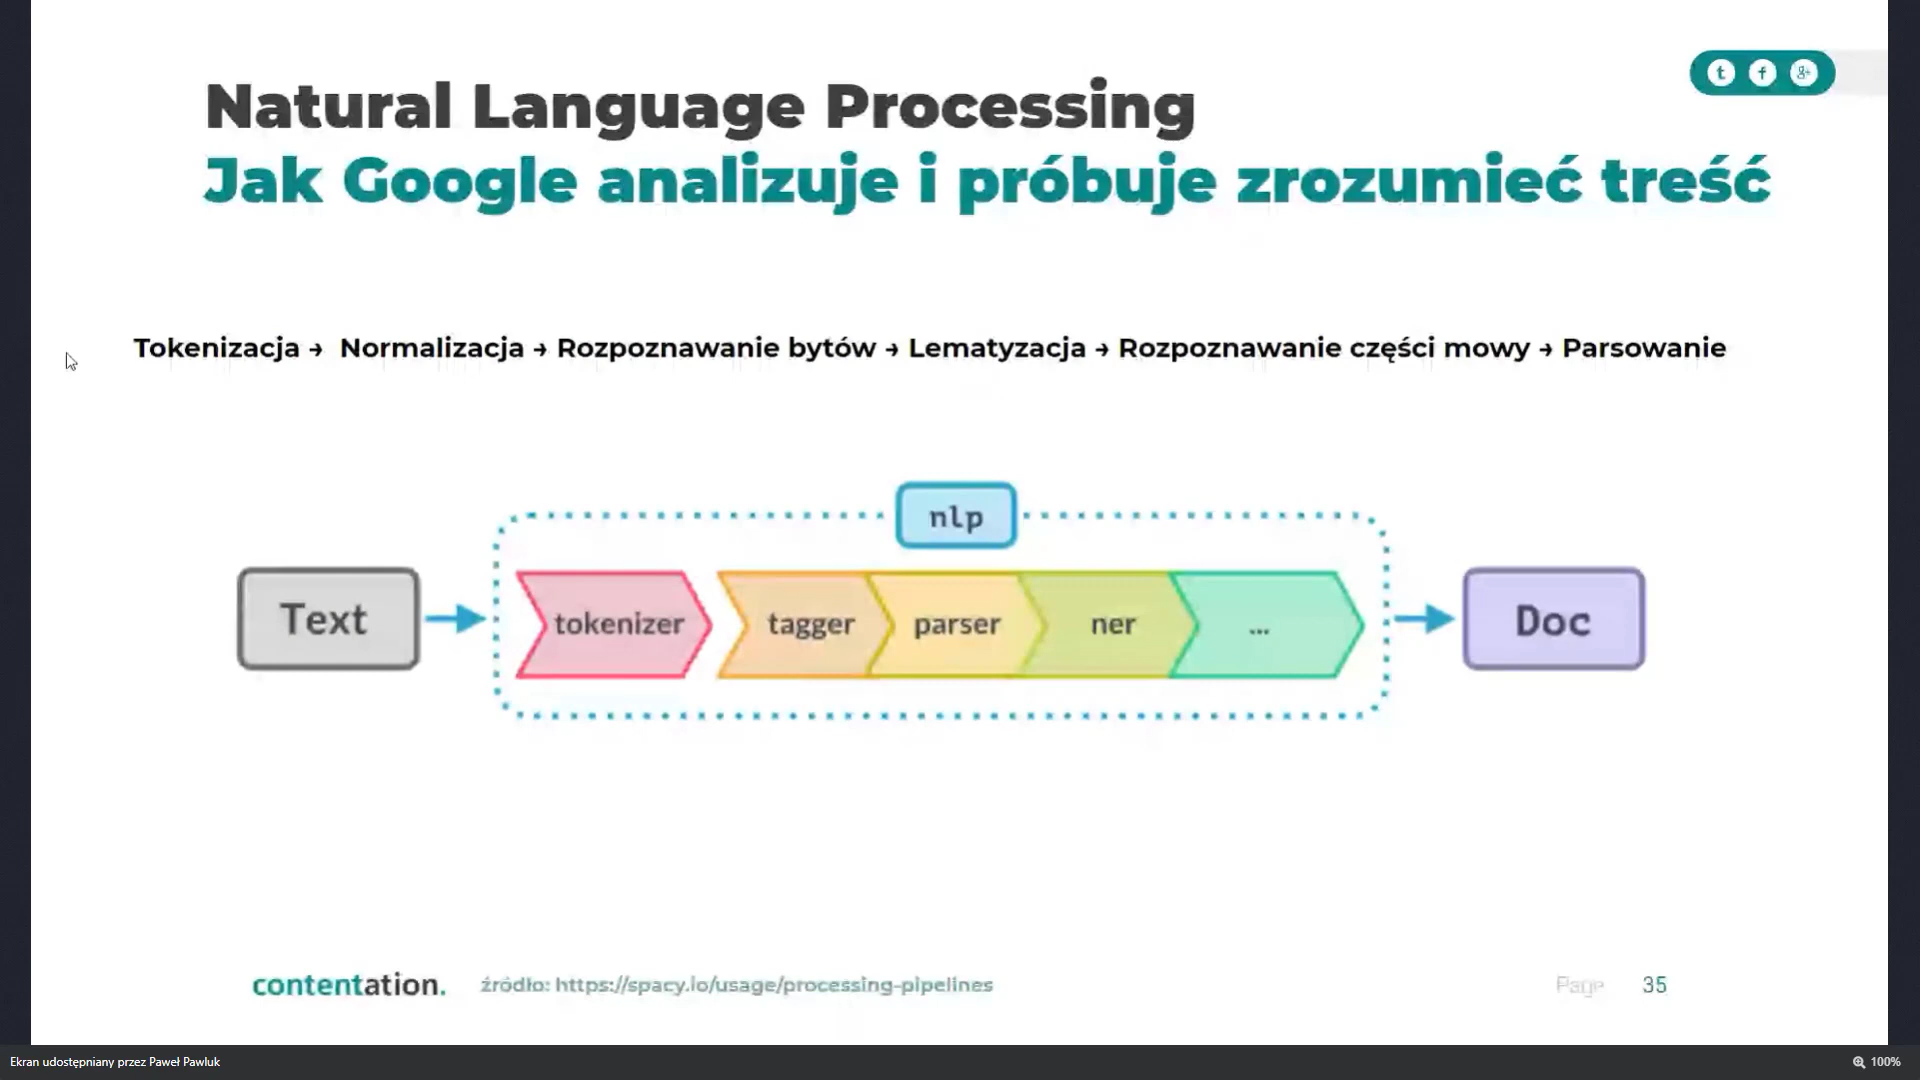 Natural Language Processing
Jak Google analizuje i próbuje zrozumieć treść
Tokenizacja → Normalizacja → Rozpoznawanie bytów → Lematyzacja → Rozpoznawanie części mowy → Parsowanie
nlp
Text
tokenizer
tagger
parser
ner
...
Doc
contentation.
źródło: https://spacy.io/usage/processing-pipelines
Page 35
Ekran udostępniany przez Paweł Pawluk
100%